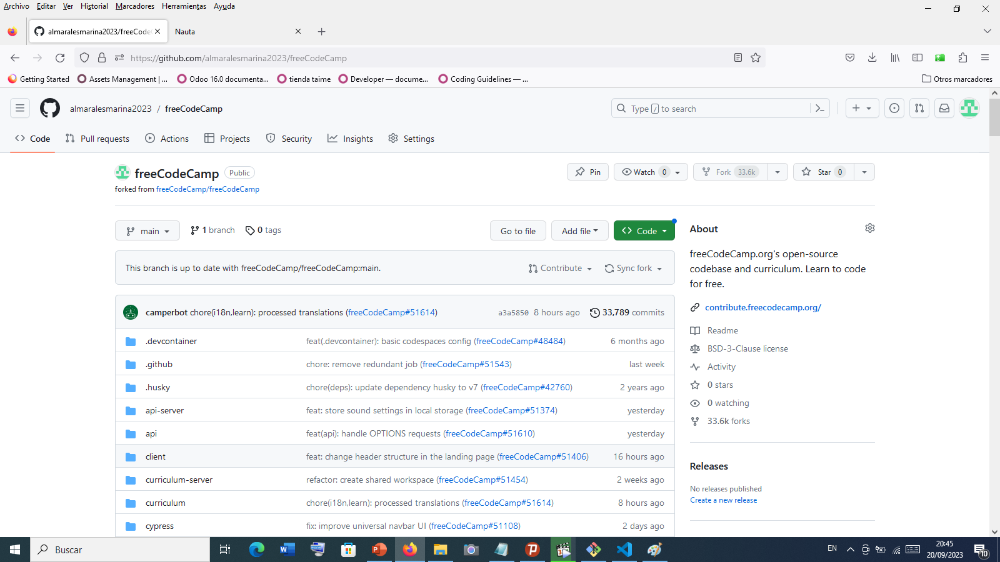 Archivo Editar Ver Historial Marcadores Herramientas Ayuda
almaralesmarina2023/freeCode
Nauta
https://github.com/almaralesmarina2023/freeCodeCamp
Getting Started Assets Management | ... Odoo 16.0 documenta... tienda taime Developer — docume... Coding Guidelines — ... Otros marcadores
almaralesmarina2023 / freeCodeCamp
Type / to search
Code Pull requests Actions Projects Security Insights Settings
freeCodeCamp Public
Pin Watch 0 Fork 33.6k Star 0
forked from freeCodeCamp/freeCodeCamp
main 1 branch 0 tags Go to file Add file Code
This branch is up to date with freeCodeCamp/freeCodeCamp:main. Contribute Sync fork
camperbot chore(i18n,learn): processed translations (freeCodeCamp#51614) a3a5850 8 hours ago 33,789 commits
.devcontainer feat(.devcontainer): basic codespaces config (freeCodeCamp#48484) 6 months ago
.github chore: remove redundant job (freeCodeCamp#51543) last week
.husky chore(deps): update dependency husky to v7 (freeCodeCamp#42760) 2 years ago
api-server feat: store sound settings in local storage (freeCodeCamp#51374) yesterday
api feat(api): handle OPTIONS requests (freeCodeCamp#51610) yesterday
client feat: change header structure in the landing page (freeCodeCamp#51406) 16 hours ago
curriculum-server refactor: create shared workspace (freeCodeCamp#51454) 2 weeks ago
curriculum chore(i18n,learn): processed translations (freeCodeCamp#51614) 8 hours ago
cypress fix: improve universal navbar UI (freeCodeCamp#51108) 2 days ago
About
freeCodeCamp.org's open-source
codebase and curriculum. Learn to code
for free.
contribute.freecodecamp.org/
Readme
BSD-3-Clause license
Activity
0 stars
0 watching
33.6k forks
Releases
No releases published
Create a new release
Buscar
EN
20:45
20/09/2023
10